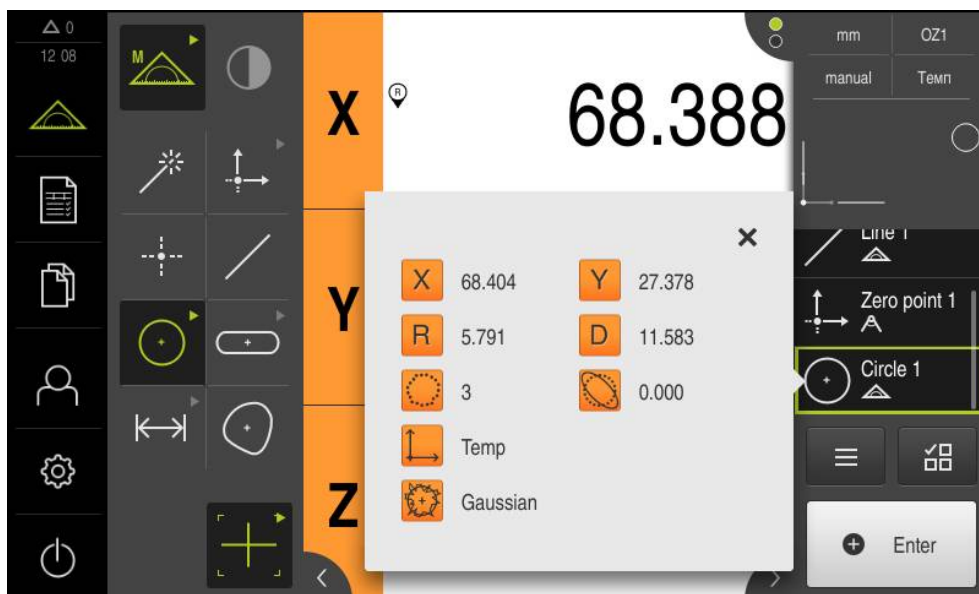 0
12 08
M
X
R
68.388
Y
Z
X 68.404 Y 27.378
R 5.791 D 11.583
3 0.000
Temp
Gaussian
mm OZ1
manual Темп
Line 1
Zero point 1
Circle 1
Enter